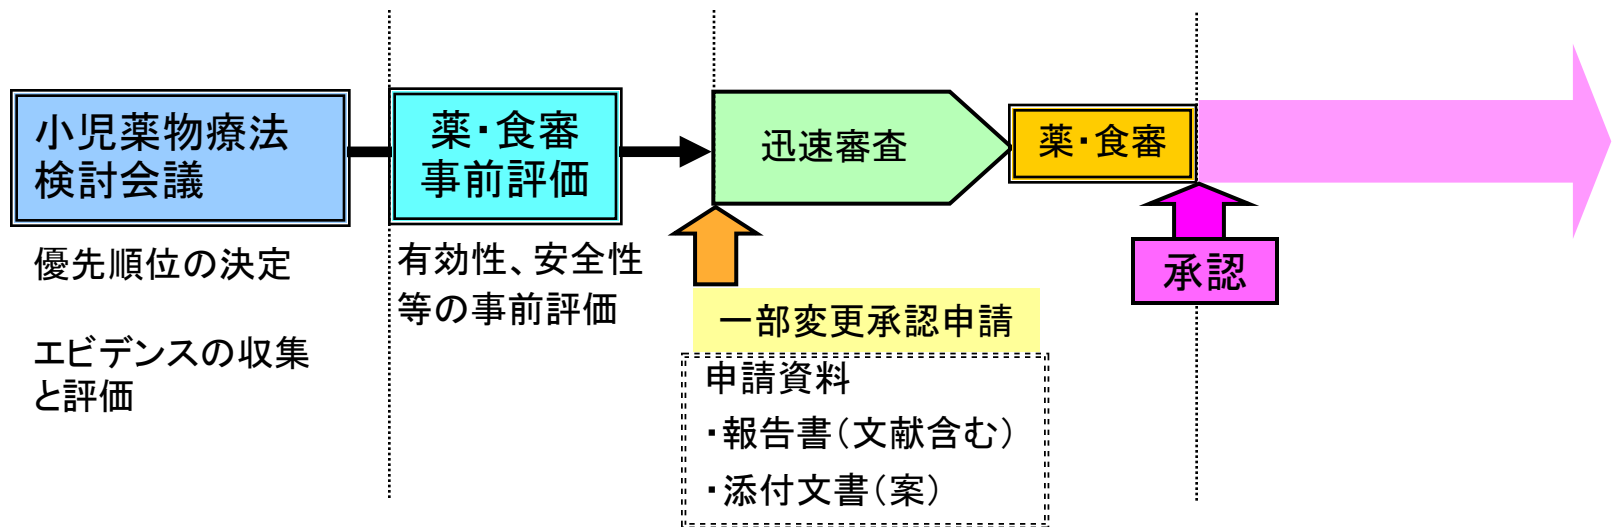 小児薬物療法
検討会議
優先順位の決定
エビデンスの収集
と評価
薬・食審
事前評価
有効性、安全性
等の事前評価
迅速審査
一部変更承認申請
申請資料
・報告書（文献含む）
・添付文書（案）
薬・食審
承認